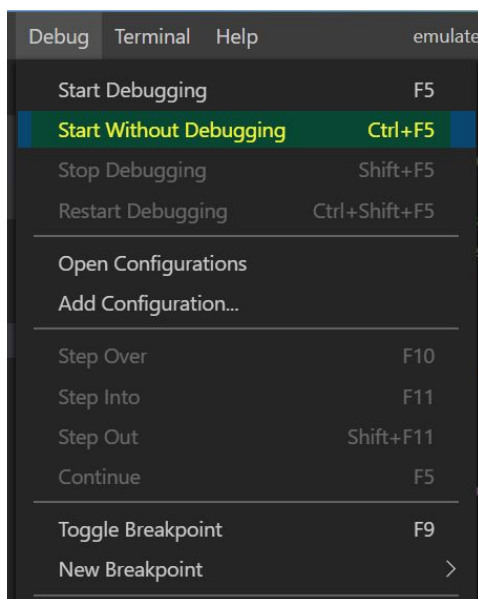 Debug Terminal Help emulate
Start Debugging F5
Start Without Debugging Ctrl+F5
Stop Debugging Shift+F5
Restart Debugging Ctrl+Shift+F5
Open Configurations
Add Configuration...
Step Over F10
Step Into F11
Step Out Shift+F11
Continue F5
Toggle Breakpoint F9
New Breakpoint